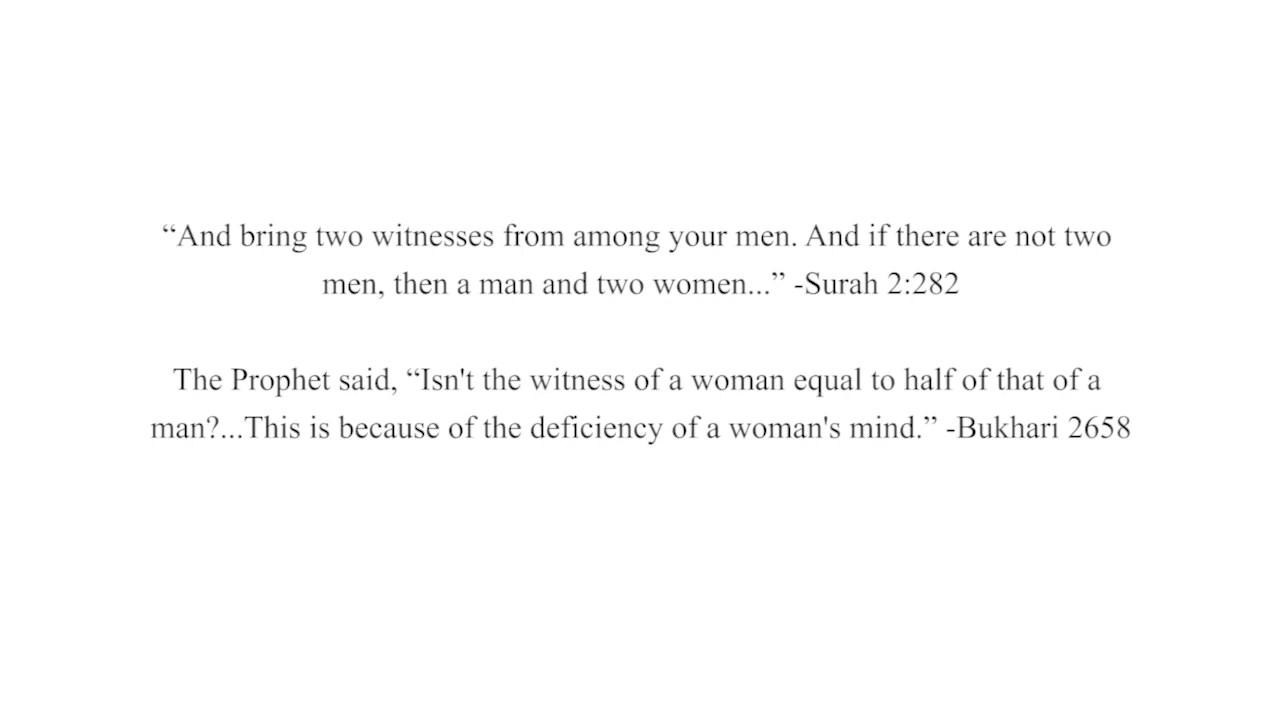 “And bring two witnesses from among your men. And if there are not two
men, then a man and two women...” -Surah 2:282
The Prophet said, “Isn't the witness of a woman equal to half of that of a
man?...This is because of the deficiency of a woman's mind.” -Bukhari 2658